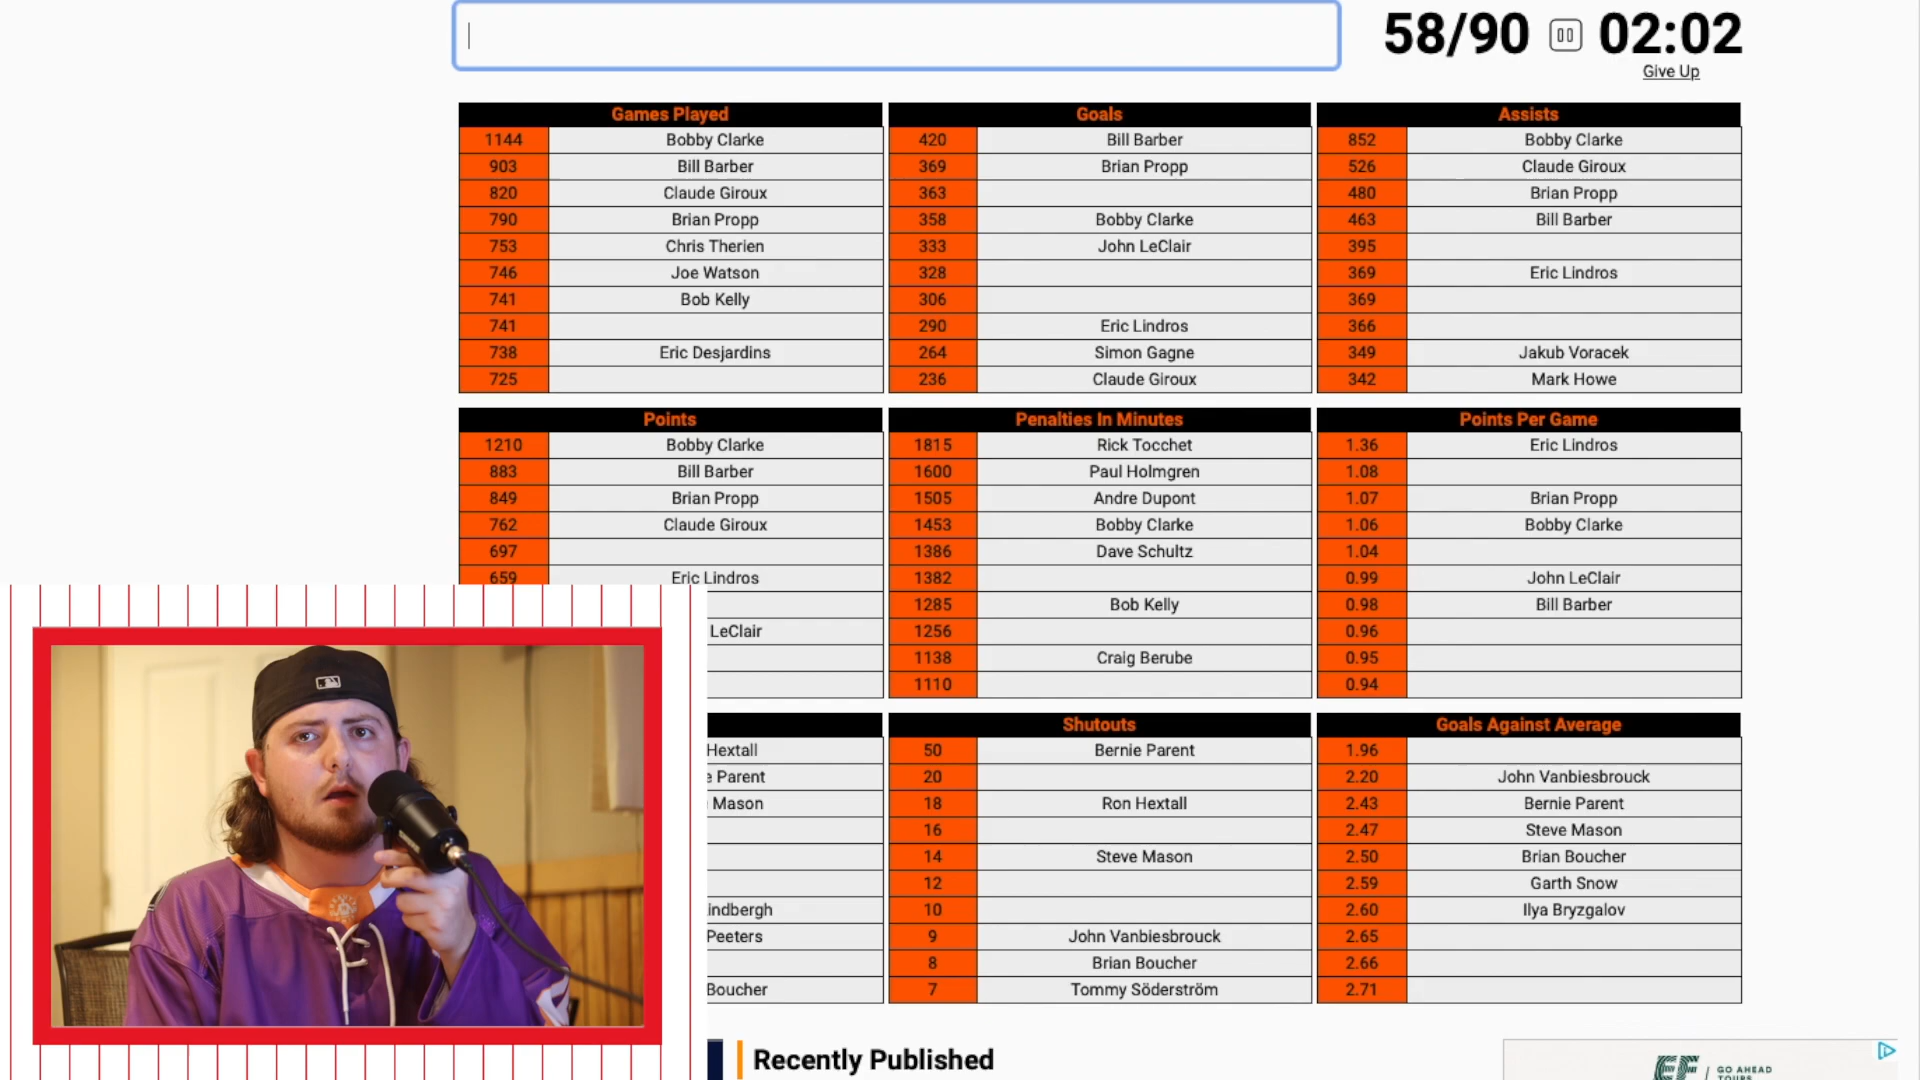 58/90 02:02
Give Up
Games Played
1144 Bobby Clarke
903 Bill Barber
820 Claude Giroux
790 Brian Propp
753 Chris Therien
746 Joe Watson
741 Bob Kelly
741
738 Eric Desjardins
725
Goals
420 Bill Barber
369 Brian Propp
363
358 Bobby Clarke
333 John LeClair
328
306
290 Eric Lindros
264 Simon Gagne
236 Claude Giroux
Assists
852 Bobby Clarke
526 Claude Giroux
480 Brian Propp
463 Bill Barber
395
369 Eric Lindros
369
366
349 Jakub Voracek
342 Mark Howe
Points
1210 Bobby Clarke
883 Bill Barber
849 Brian Propp
762 Claude Giroux
697
659 Eric Lindros
LeClair
Penalties In Minutes
1815 Rick Tocchet
1600 Paul Holmgren
1505 Andre Dupont
1453 Bobby Clarke
1386 Dave Schultz
1382
1285 Bob Kelly
1256
1138 Craig Berube
1110
Points Per Game
1.36 Eric Lindros
1.08
1.07 Brian Propp
1.06 Bobby Clarke
1.04
0.99 John LeClair
0.98 Bill Barber
0.96
0.95
0.94
Hextall
e Parent
Mason
indbergh
Peeters
Boucher
Shutouts
50 Bernie Parent
20
18 Ron Hextall
16
14 Steve Mason
12
10
9 John Vanbiesbrouck
8 Brian Boucher
7 Tommy Söderström
Goals Against Average
1.96
2.20 John Vanbiesbrouck
2.43 Bernie Parent
2.47 Steve Mason
2.50 Brian Boucher
2.59 Garth Snow
2.60 Ilya Bryzgalov
2.65
2.66
2.71
Recently Published
EF GO AHEAD
TOURS